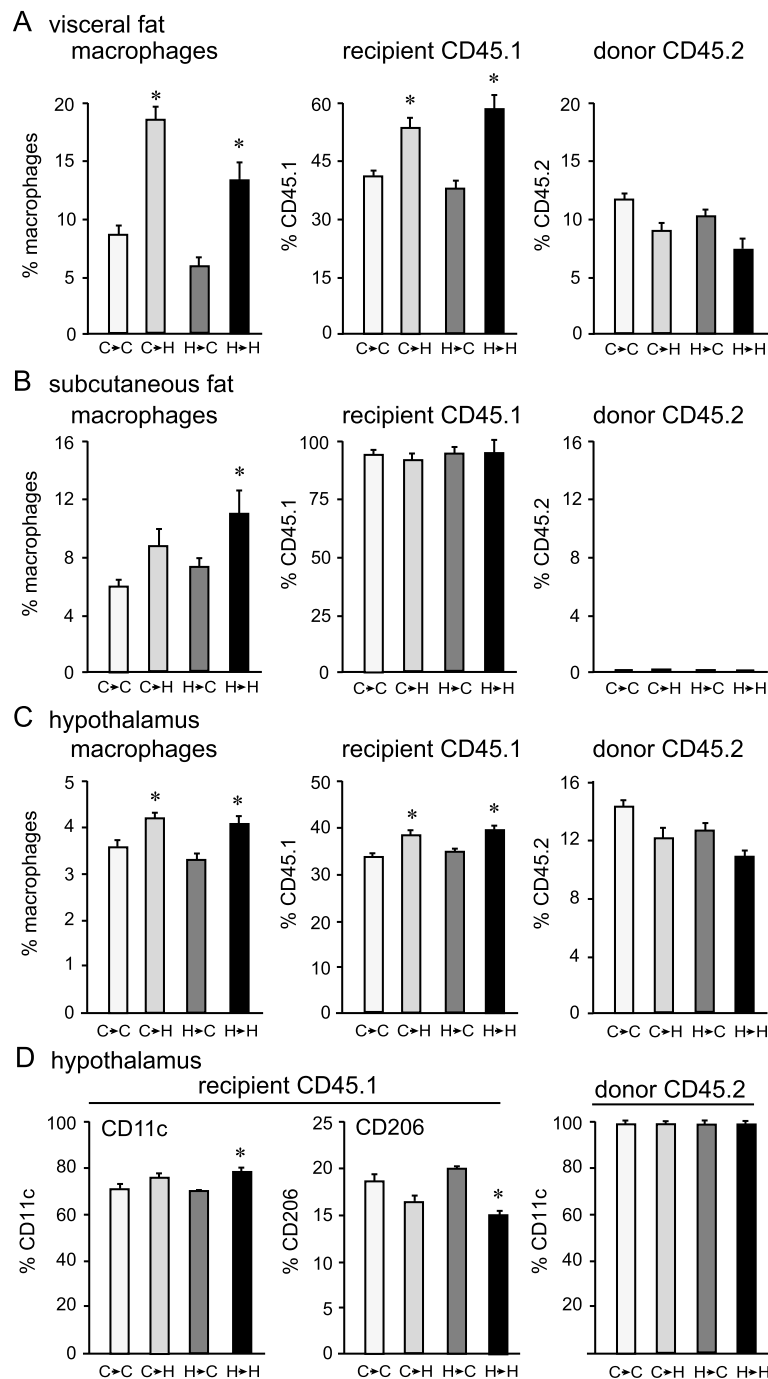 A visceral fat
macrophages recipient CD45.1 donor CD45.2
% macrophages
20
15
10
5
0
C➤C C➤H H➤C H➤H
*
*
% CD45.1
60
45
30
15
0
C➤C C➤H H➤C H➤H
*
*
% CD45.2
20
15
10
5
0
C➤C C➤H H➤C H➤H
B subcutaneous fat
macrophages recipient CD45.1 donor CD45.2
% macrophages
16
12
8
4
0
C➤C C➤H H➤C H➤H
*
% CD45.1
100
75
50
25
0
C➤C C➤H H➤C H➤H
% CD45.2
16
12
8
4
0
C➤C C➤H H➤C H➤H
C hypothalamus
macrophages recipient CD45.1 donor CD45.2
% macrophages
5
4
3
2
1
0
C➤C C➤H H➤C H➤H
*
*
% CD45.1
50
40
30
20
10
0
C➤C C➤H H➤C H➤H
*
*
% CD45.2
16
12
8
4
0
C➤C C➤H H➤C H➤H
D hypothalamus
recipient CD45.1 donor CD45.2
CD11c
% CD11c
100
80
60
40
20
0
C➤C C➤H H➤C H➤H
*
CD206
% CD206
25
20
15
10
5
0
C➤C C➤H H➤C H➤H
*
% CD11c
100
80
60
40
20
C➤C C➤H H➤C H➤H